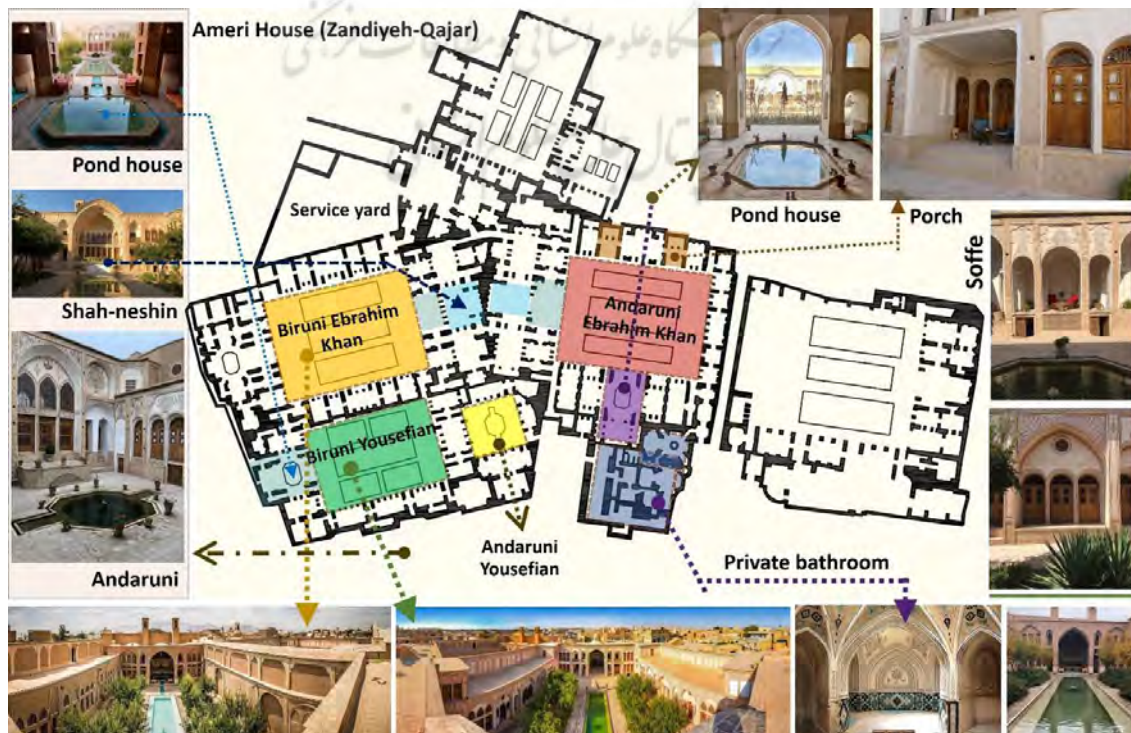 Ameri House (Zandiyeh-Qajar)
Pond house
Service yard
Shah-neshin
Pond house
Porch
Soffe
Biruni Ebrahim
Khan
Andaruni
Ebrahim Khan
Biruni Yousefian
Andaruni
Andaruni
Yousefian
Private bathroom